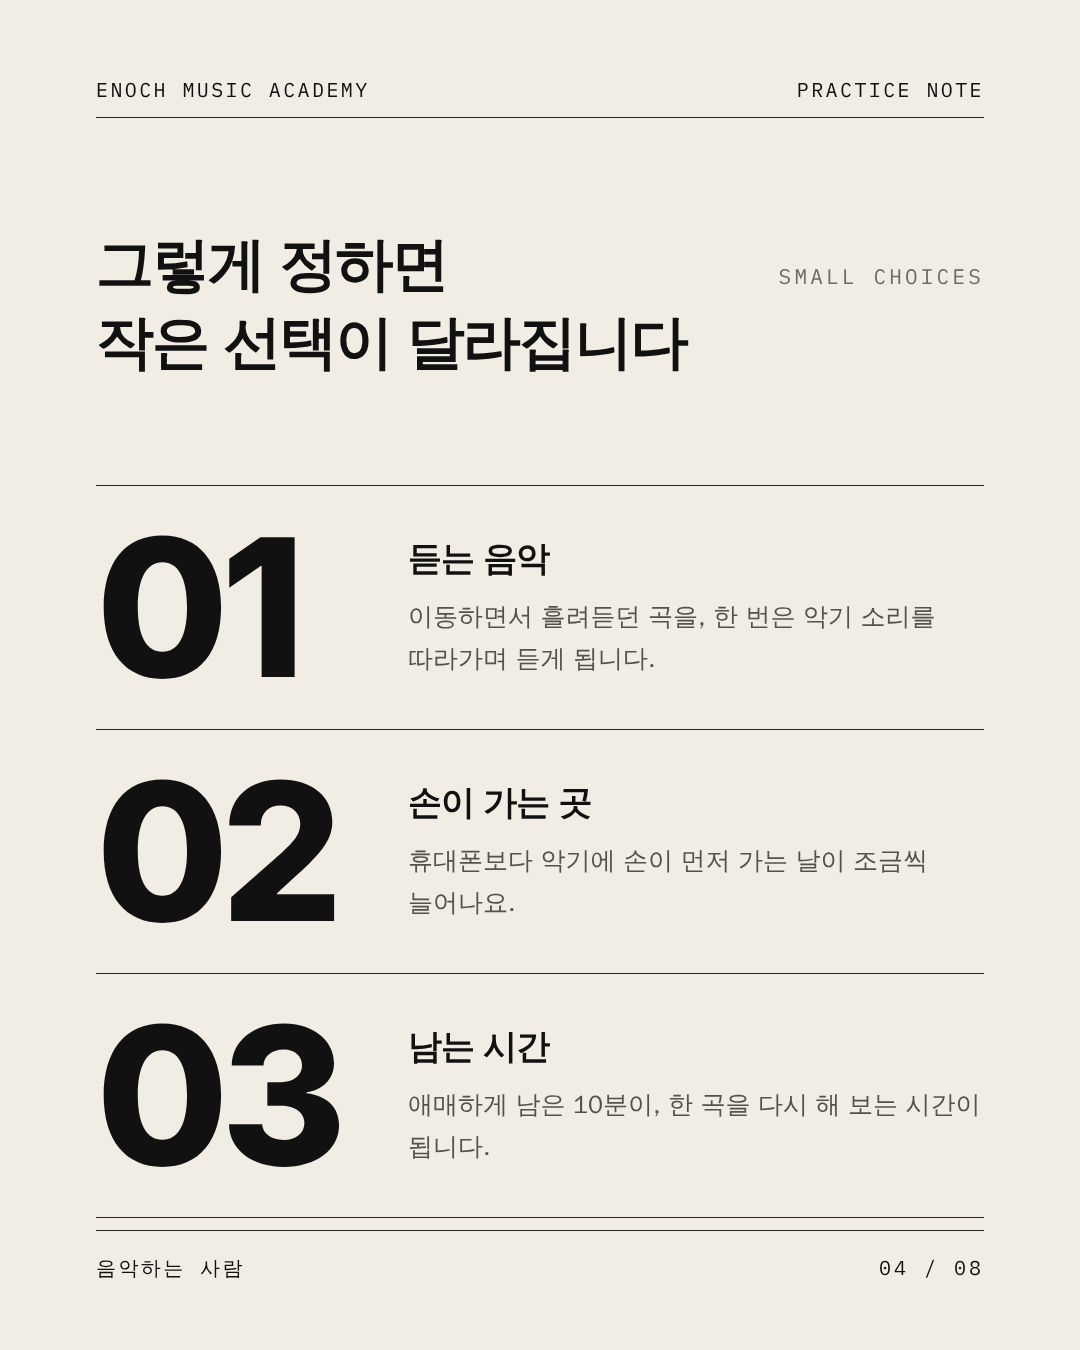 ENOCH MUSIC ACADEMY
PRACTICE NOTE
그렇게 정하면
SMALL CHOICES
작은 선택이 달라집니다
01
듣는 음악
이동하면서 흘려듣던 곡을, 한 번은 악기 소리를
따라가며 듣게 됩니다.
02
손이 가는 곳
휴대폰보다 악기에 손이 먼저 가는 날이 조금씩
늘어나요.
03
남는 시간
애매하게 남은 10분이, 한 곡을 다시 해 보는 시간이
됩니다.
음악하는 사람
04 / 08